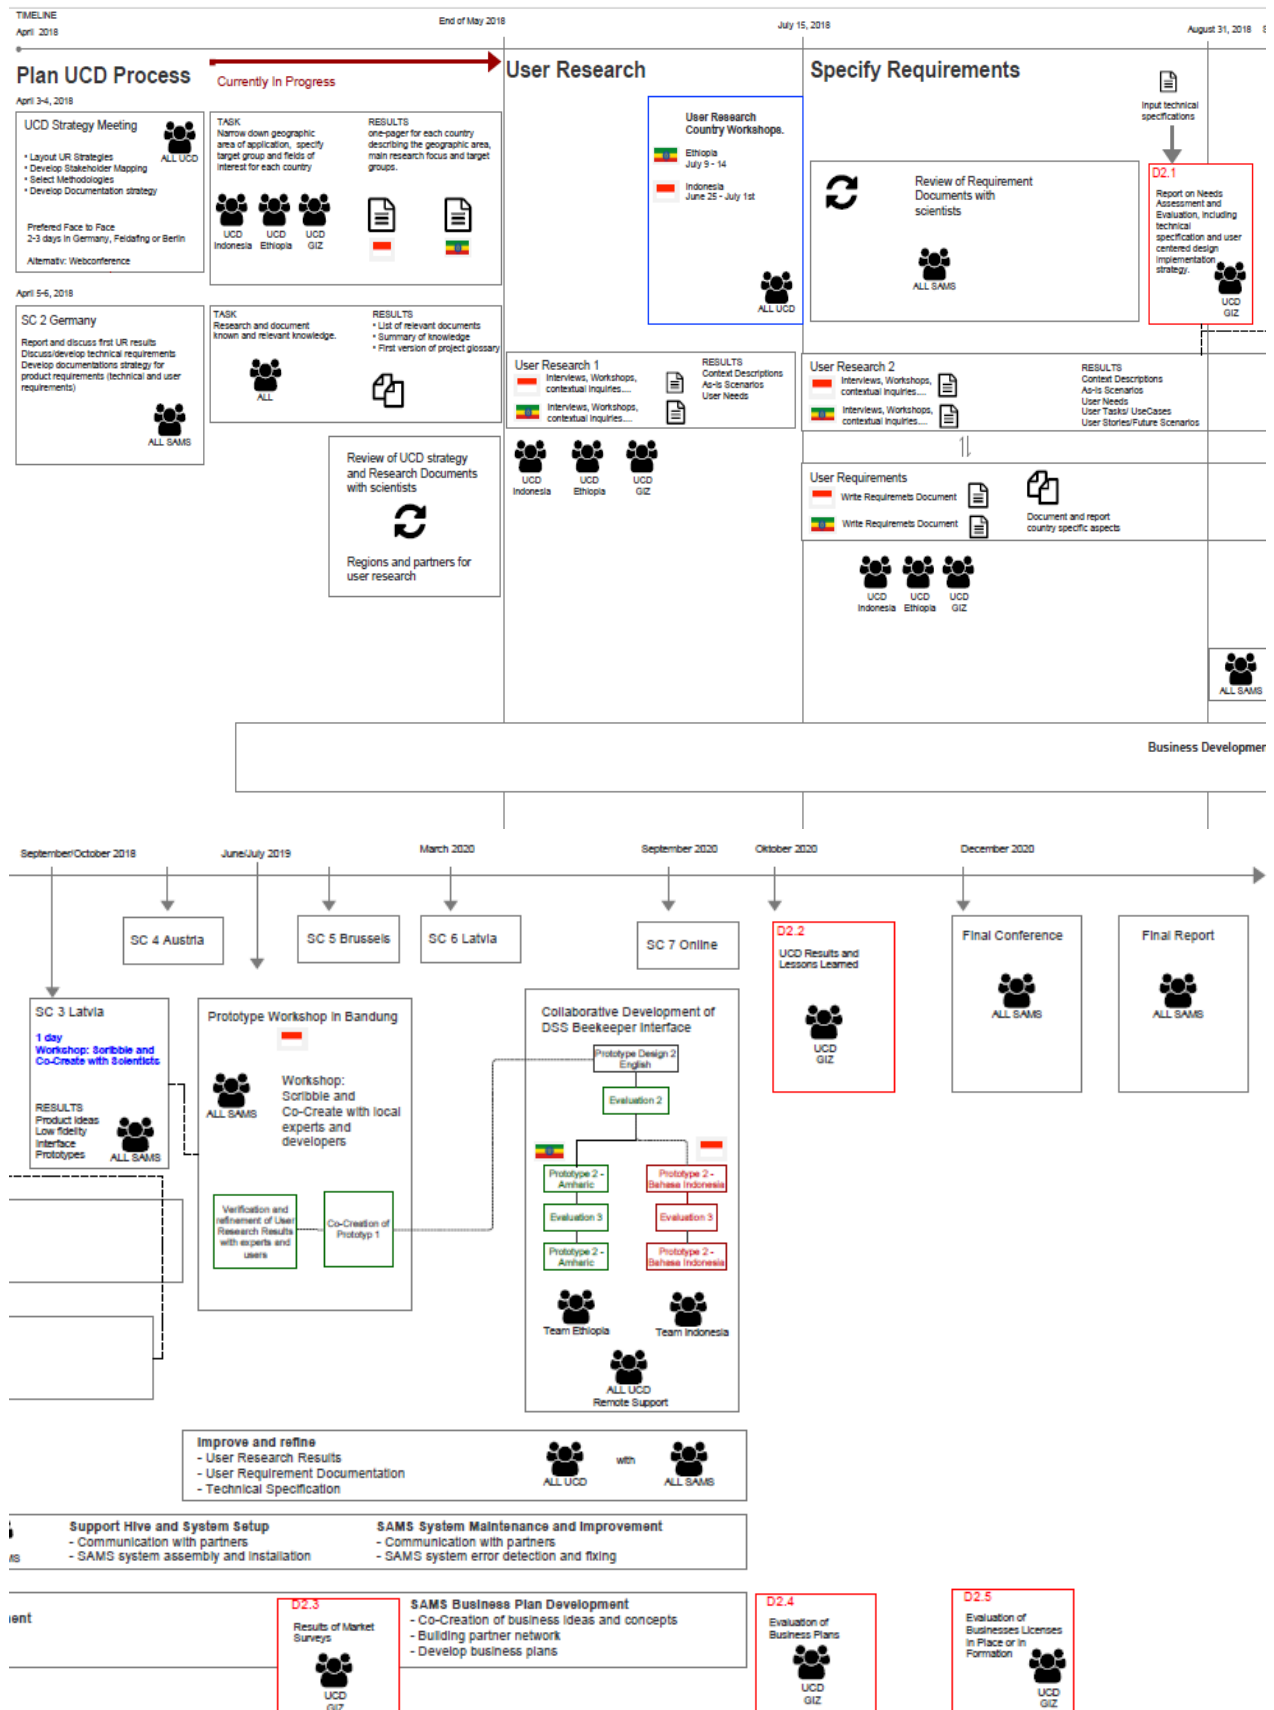 TIMELINE
April 2018
End of May 2018
July 15, 2018
August 31, 2018
Plan UCD Process
Currently In Progress
User Research
Specify Requirements
April 3-4, 2018
UCD Strategy Meeting
• Layout UR Strategies
• Develop Stakeholder Mapping
• Select Methodologies
• Develop Documentation strategy
ALL UCD
Prefered Face to Face
2-3 days in Germany, Feldafing or Berlin
Alternativ: Webconference
TASK
Narrow down geographic
area of application, specify
target group and fields of
interest for each country
UCD
Indonesia
UCD
Ethiopia
UCD
GIZ
RESULTS
one-pager for each country
describing the geographic area,
main research focus and target
groups.
User Research
Country Workshops.
Ethiopia
July 9 - 14
Indonesia
June 25 - July 1st
ALL UCD
Review of Requirement
Documents with
scientists
ALL SAMS
Input technical
specifications
D2.1
Report on Needs
Assessment and
Evaluation, including
technical
specification and user
centered design
implementation
strategy.
UCD
GIZ
April 5-6, 2018
SC 2 Germany
Report and discuss first UR results
Discuss/develop technical requirements
Develop documentations strategy for
product requirements (technical and user
requirements)
ALL SAMS
TASK
Research and document
known and relevant knowledge.
ALL
RESULTS
• List of relevant documents
• Summary of knowledge
• First version of project glossary
Review of UCD strategy
and Research Documents
with scientists
Regions and partners for
user research
User Research 1
Interviews, Workshops,
contextual inquiries....
Interviews, Workshops,
contextual inquiries....
RESULTS
Context Descriptions
As-Is Scenarios
User Needs
UCD
Indonesia
UCD
Ethiopia
UCD
GIZ
User Research 2
Interviews, Workshops,
contextual inquiries....
Interviews, Workshops,
contextual inquiries....
RESULTS
Context Descriptions
As-Is Scenarios
User Needs
User Tasks/ UseCases
User Stories/Future Scenarios
User Requirements
Write Requiremets Document
Write Requiremets Document
Document and report
country specific aspects
UCD
Indonesia
UCD
Ethiopia
UCD
GIZ
ALL SAMS
Business Developmen
September/October 2018
June/July 2019
March 2020
September 2020
Oktober 2020
December 2020
SC 4 Austria
SC 5 Brussels
SC 6 Latvia
SC 7 Online
D2.2
UCD Results and
Lessons Learned
UCD
GIZ
Final Conference
ALL SAMS
Final Report
ALL SAMS
SC 3 Latvia
1 day
Workshop: Scribble and
Co-Create with Scientists
RESULTS
Product Ideas
Low fidelity
Interface
Prototypes
ALL SAMS
Prototype Workshop in Bandung
ALL SAMS
Workshop:
Scribble and
Co-Create with local
experts and
developers
Verification and
refinement of User
Research Results
with experts and
users
Co-Creation of
Prototyp 1
Collaborative Development of
DSS Beekeeper Interface
Prototype Design 2
English
Evaluation 2
Prototype 2 -
Amharic
Evaluation 3
Prototype 2 -
Amharic
Prototype 2 -
Bahasa Indonesia
Evaluation 3
Prototype 2 -
Bahasa Indonesia
Team Ethiopia
Team Indonesia
ALL UCD
Remote Support
Improve and refine
- User Research Results
- User Requirement Documentation
- Technical Specification
ALL UCD
with
ALL SAMS
MS
Support Hive and System Setup
- Communication with partners
- SAMS system assembly and installation
SAMS System Maintenance and Improvement
- Communication with partners
- SAMS system error detection and fixing
ent
D2.3
Results of Market
Surveys
UCD
GIZ
SAMS Business Plan Development
- Co-Creation of business ideas and concepts
- Building partner network
- Develop business plans
D2.4
Evaluation of
Business Plans
UCD
GIZ
D2.5
Evaluation of
Businesses Licenses
in Place or in
Formation
UCD
GIZ